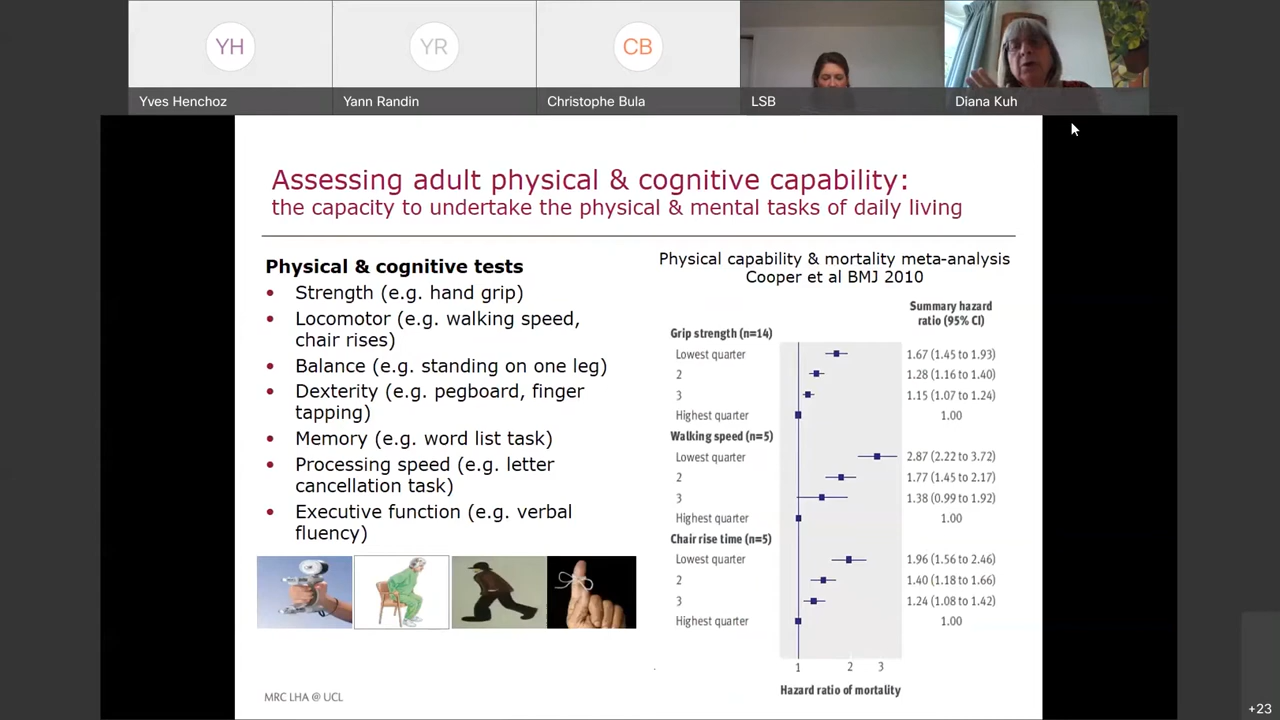 YH
YR
CB
Yves Henchoz
Yann Randin
Christophe Bula
LSB
Diana Kuh
Assessing adult physical & cognitive capability:
the capacity to undertake the physical & mental tasks of daily living
Physical & cognitive tests
• Strength (e.g. hand grip)
• Locomotor (e.g. walking speed,
chair rises)
• Balance (e.g. standing on one leg)
• Dexterity (e.g. pegboard, finger
tapping)
• Memory (e.g. word list task)
• Processing speed (e.g. letter
cancellation task)
• Executive function (e.g. verbal
fluency)
MRC LHA @ UCL
Physical capability & mortality meta-analysis
Cooper et al BMJ 2010
Summary hazard
ratio (95% CI)
Grip strength (n=14)
Lowest quarter 1.67 (1.45 to 1.93)
2 1.28 (1.16 to 1.40)
3 1.15 (1.07 to 1.24)
Highest quarter 1.00
Walking speed (n=5)
Lowest quarter 2.87 (2.22 to 3.72)
2 1.77 (1.45 to 2.17)
3 1.38 (0.99 to 1.92)
Highest quarter 1.00
Chair rise time (n=5)
Lowest quarter 1.96 (1.56 to 2.46)
2 1.40 (1.18 to 1.66)
3 1.24 (1.08 to 1.42)
Highest quarter 1.00
1 2 3
Hazard ratio of mortality
+23